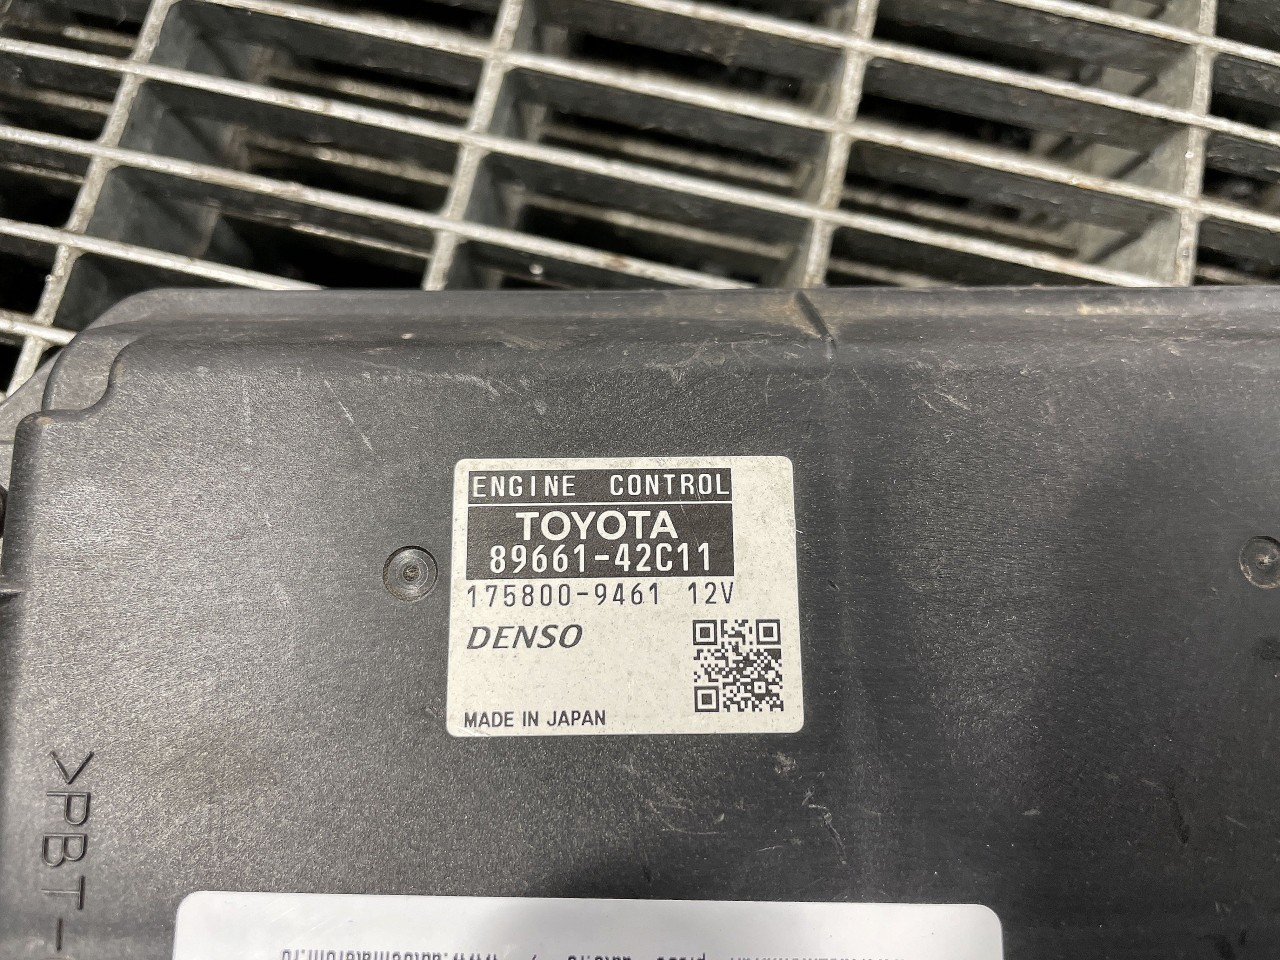 ENGINE CONTROL
TOYOTA
89661-42C11
175800-9461 12V
DENSO
MADE IN JAPAN
>PBT-